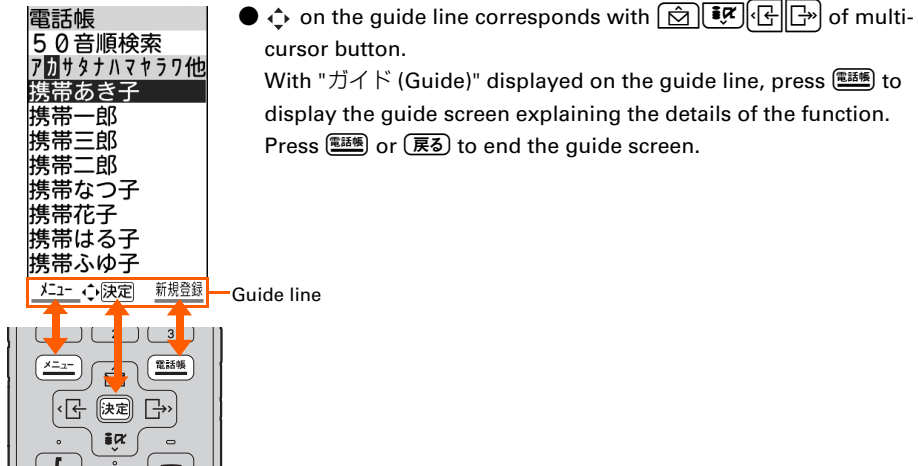 電話帳
50音順検索
アカサタナハマヤラワ他
携帯あき子
携帯一郎
携帯三郎
携帯二郎
携帯なつ子
携帯花子
携帯はる子
携帯ふゆ子
メニュー 決定 新規登録
Guide line
2 3
メニュー 電話帳
決定
● on the guide line corresponds with of multi-
cursor button.
With "ガイド (Guide)" displayed on the guide line, press 電話帳 to
display the guide screen explaining the details of the function.
Press 電話帳 or 戻る to end the guide screen.